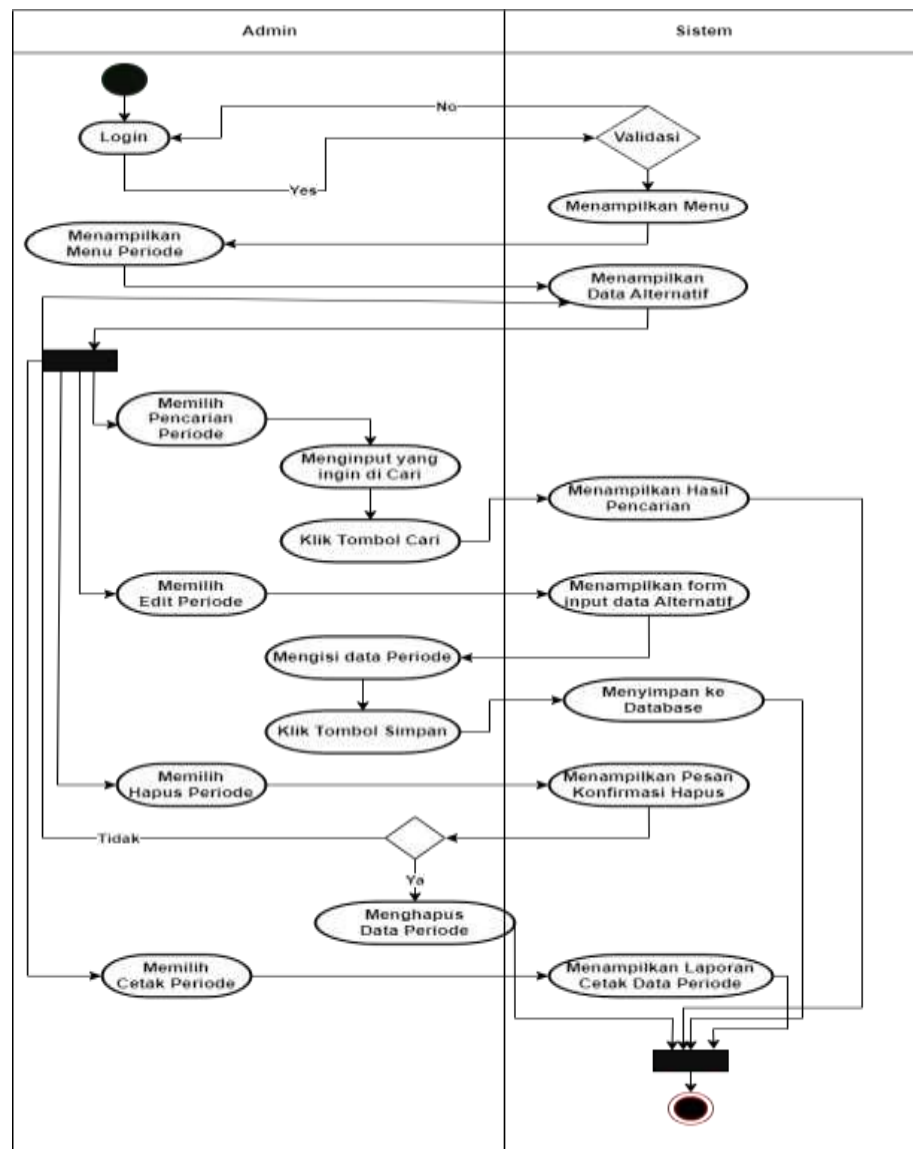 Admin
Sistem
No
Login
Validasi
Yes
Menampilkan Menu
Menampilkan
Menu Periode
Menampilkan
Data Alternatif
Memilih
Pencarian
Periode
Menginput yang
ingin di Cari
Menampilkan Hasil
Pencarian
Klik Tombol Cari
Memilih
Edit Periode
Menampilkan form
input data Alternatif
Mengisi data Periode
Menyimpan ke
Database
Klik Tombol Simpan
Memilih
Hapus Periode
Menampilkan Pesan
Konfirmasi Hapus
Tidak
Ya
Menghapus
Data Periode
Memilih
Cetak Periode
Menampilkan Laporan
Cetak Data Periode